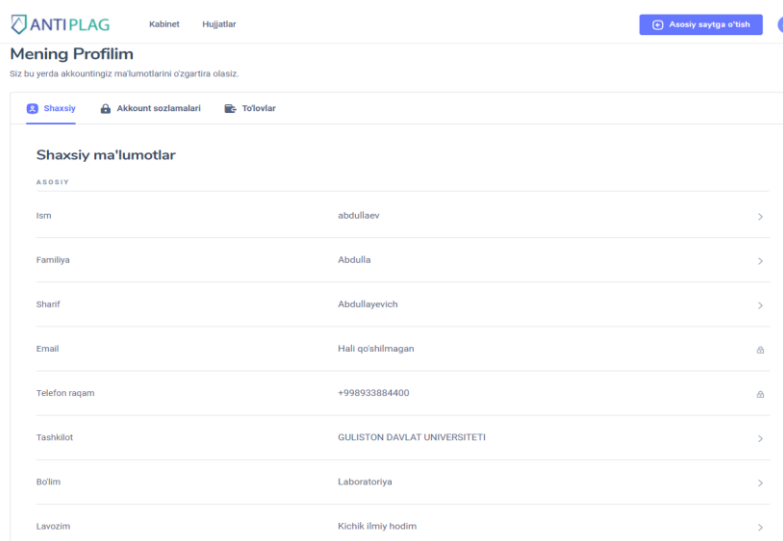 ANTIPLAG Kabinet Hujjatlar Asosiy saytga o'tish
Mening Profilim
Siz bu yerda akkountingiz ma'lumotlarini o'zgartira olasiz.
Shaxsiy Akkount sozlamalari To'lovlar
Shaxsiy ma'lumotlar
ASOSIY
Ism abdullaev
Familiya Abdulla
Sharif Abdullayevich
Email Hali qo'shilmagan
Telefon raqam +998933884400
Tashkilot GULISTON DAVLAT UNIVERSITETI
Bo'lim Laboratoriya
Lavozim Kichik ilmiy hodim